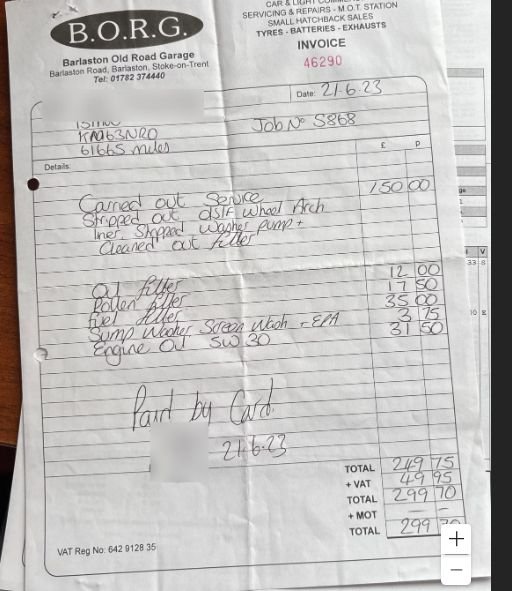 B.O.R.G.
Barlaston Old Road Garage
Barlaston Road, Barlaston, Stoke-on-Trent
Tel: 01782 374440
CAR & LIGHT
SERVICING & REPAIRS - M.O.T. STATION
SMALL HATCHBACK SALES
TYRES - BATTERIES - EXHAUSTS
INVOICE
46290
Date: 21.6.23
KM63NRO
61665 miles
Job No S868
Details:
£ p
Carried out Service 150 00
Stripped out O/S/F Wheel Arch
liner, Stripped Washer pump +
Cleaned out filter
Oil filter 12 00
Pollen filter 17 50
Fuel filter 35 00
Sump Washer Screen Wash + EPA 3 75
Engine Oil 5W30 31 50
Paid by Card
21.6.23
TOTAL 249 75
+ VAT 49 95
TOTAL 299 70
+ MOT — —
TOTAL 299 70
VAT Reg No: 642 9128 35